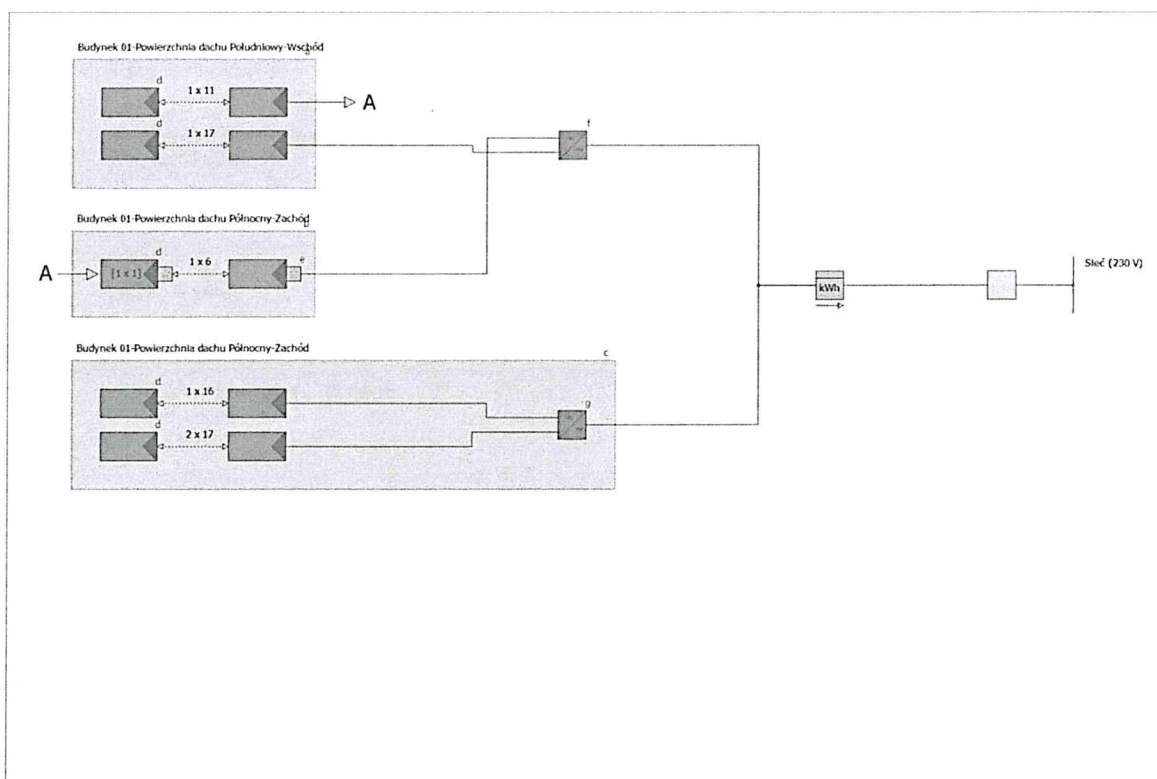 Budynek 01-Powierzchnia dachu Południowy-Wschód
d
1 x 11
A
d
1 x 17
f
Budynek 01-Powierzchnia dachu Północny-Zachód
b
d
e
A
[1 x 1]
1 x 6
Sieć (230 V)
kWh
Budynek 01-Powierzchnia dachu Północny-Zachód
c
d
1 x 16
g
d
2 x 17